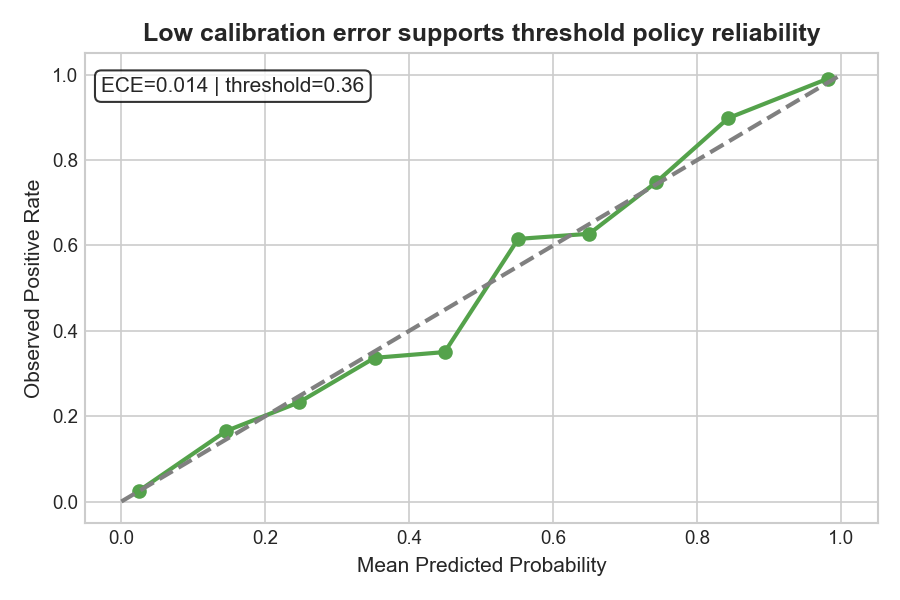 Low calibration error supports threshold policy reliability
ECE=0.014 | threshold=0.36
Observed Positive Rate
1.0
0.8
0.6
0.4
0.2
0.0
0.0 0.2 0.4 0.6 0.8 1.0
Mean Predicted Probability